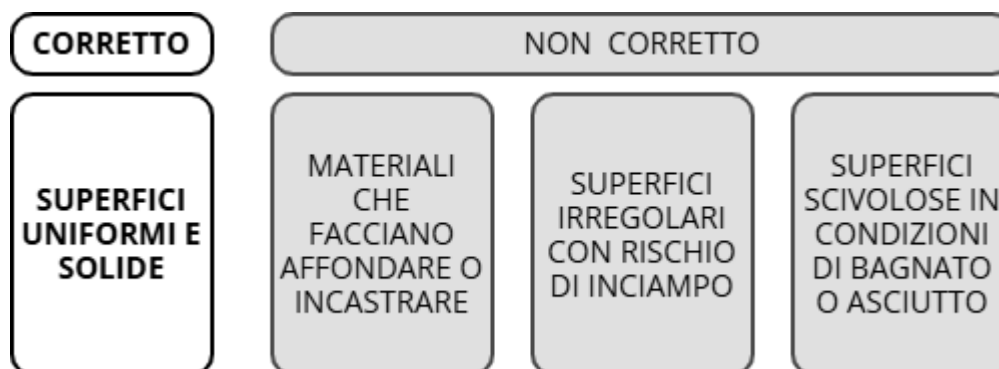 CORRETTO
NON CORRETTO
SUPERFICI
UNIFORMI E
SOLIDE
MATERIALI
CHE
FACCIANO
AFFONDARE O
INCASTRARE
SUPERFICI
IRREGOLARI
CON RISCHIO
DI INCIAMPO
SUPERFICI
SCIVOLOSE IN
CONDIZIONI
DI BAGNATO
O ASCIUTTO